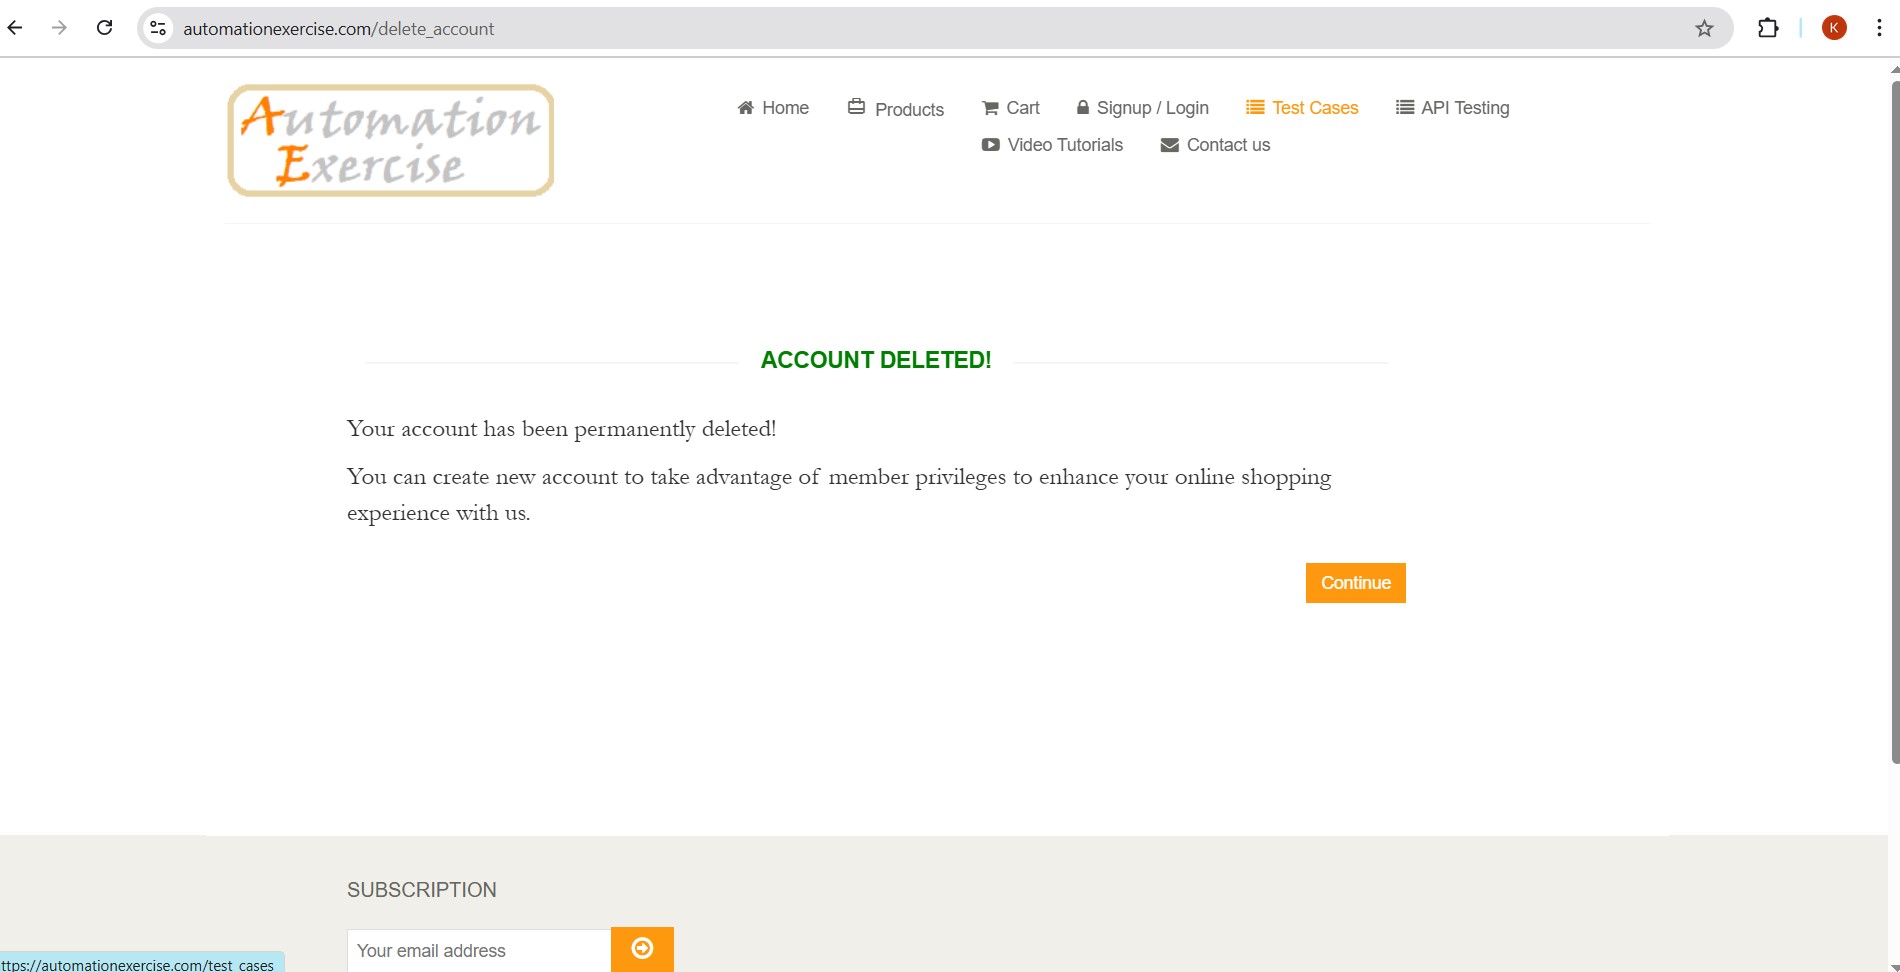 automationexercise.com/delete_account
K
Automation
Exercise
Home Products Cart Signup / Login Test Cases API Testing
Video Tutorials Contact us
ACCOUNT DELETED!
Your account has been permanently deleted!
You can create new account to take advantage of member privileges to enhance your online shopping
experience with us.
Continue
SUBSCRIPTION
Your email address
ttps://automationexercise.com/test_cases